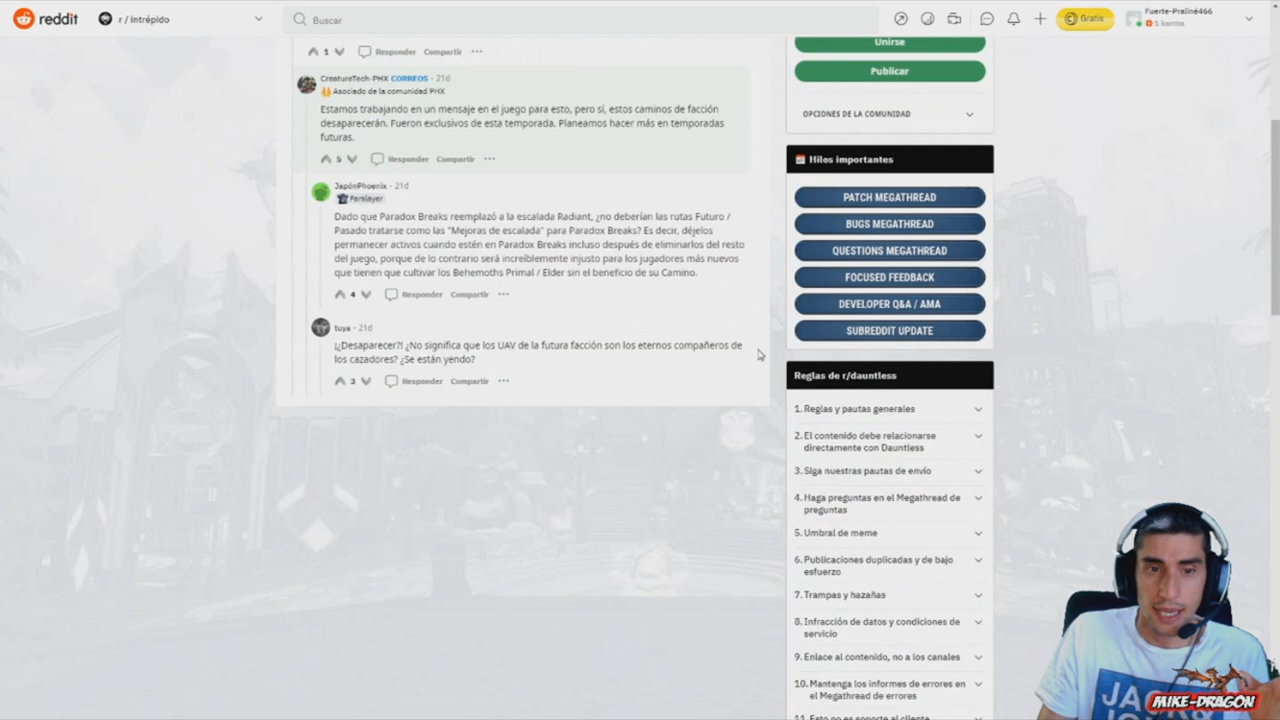 reddit
r / intrépido
Buscar
Gratis
Fuerte-Praliné466
1 karma
1
Responder
Compartir
CreatureTech-PHX CORREOS · 21d
Asociado de la comunidad PHX
Estamos trabajando en un mensaje en el juego para esto, pero sí, estos caminos de facción
desaparecerán. Fueron exclusivos de esta temporada. Planeamos hacer más en temporadas
futuras.
5
Responder
Compartir
JapónPhoenix · 21d
Farslayer
Dado que Paradox Breaks reemplazó a la escalada Radiant, ¿no deberían las rutas Futuro /
Pasado tratarse como las "Mejoras de escalada" para Paradox Breaks? Es decir, déjelos
permanecer activos cuando estén en Paradox Breaks incluso después de eliminarlos del resto
del juego, porque de lo contrario será increíblemente injusto para los jugadores más nuevos
que tienen que cultivar los Behemoths Primal / Elder sin el beneficio de su Camino.
4
Responder
Compartir
tuya · 21d
¡¿Desaparecer?! ¿No significa que los UAV de la futura facción son los eternos compañeros de
los cazadores? ¿Se están yendo?
3
Responder
Compartir
Unirse
Publicar
OPCIONES DE LA COMUNIDAD
Hilos importantes
PATCH MEGATHREAD
BUGS MEGATHREAD
QUESTIONS MEGATHREAD
FOCUSED FEEDBACK
DEVELOPER Q&A / AMA
SUBREDDIT UPDATE
Reglas de r/dauntless
1. Reglas y pautas generales
2. El contenido debe relacionarse
directamente con Dauntless
3. Siga nuestras pautas de envío
4. Haga preguntas en el Megathread de
preguntas
5. Umbral de meme
6. Publicaciones duplicadas y de bajo
esfuerzo
7. Trampas y hazañas
8. Infracción de datos y condiciones de
servicio
9. Enlace al contenido, no a los canales
10. Mantenga los informes de errores en
el Megathread de errores
11. Esto no es soporte al cliente
MIKE-DRAGON